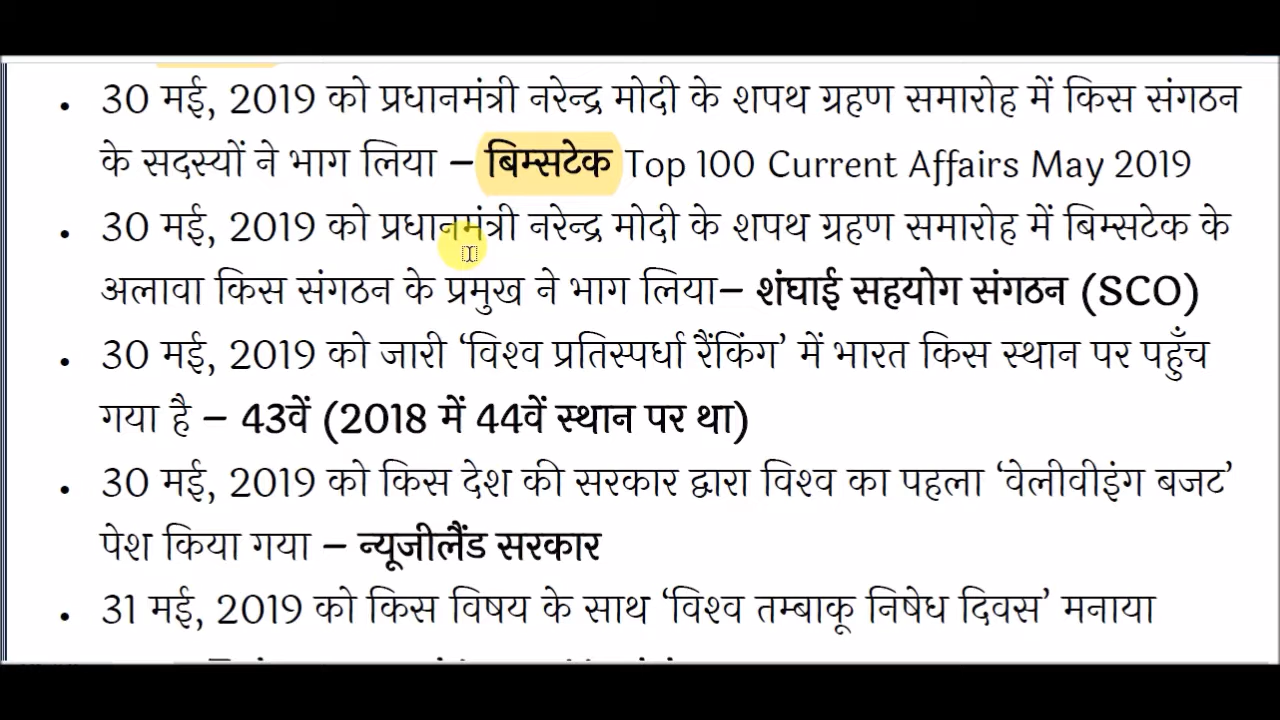 • 30 मई, 2019 को प्रधानमंत्री नरेन्द्र मोदी के शपथ ग्रहण समारोह में किस संगठन
के सदस्यों ने भाग लिया – बिम्सटेक Top 100 Current Affairs May 2019
• 30 मई, 2019 को प्रधानमंत्री नरेन्द्र मोदी के शपथ ग्रहण समारोह में बिम्सटेक के
अलावा किस संगठन के प्रमुख ने भाग लिया– शंघाई सहयोग संगठन (SCO)
• 30 मई, 2019 को जारी ‘विश्व प्रतिस्पर्धा रैंकिंग’ में भारत किस स्थान पर पहुँच
गया है – 43वें (2018 में 44वें स्थान पर था)
• 30 मई, 2019 को किस देश की सरकार द्वारा विश्व का पहला ‘वेलीवीइंग बजट’
पेश किया गया – न्यूजीलैंड सरकार
• 31 मई, 2019 को किस विषय के साथ ‘विश्व तम्बाकू निषेध दिवस’ मनाया